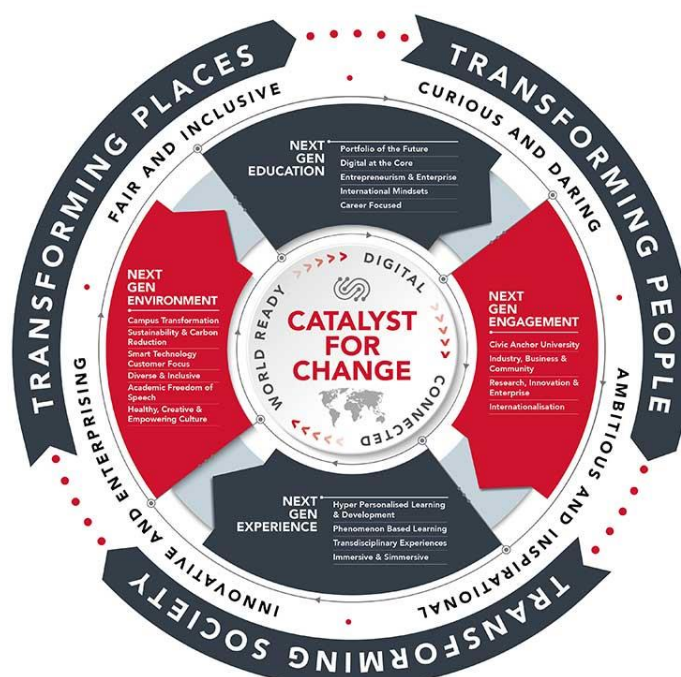 TRANSFORMING PLACES
TRANSFORMING PEOPLE
TRANSFORMING SOCIETY
FAIR AND INCLUSIVE
CURIOUS AND DARING
AMBITIOUS AND INSPIRATIONAL
INNOVATIVE AND ENTERPRISING
NEXT
GEN
EDUCATION
Portfolio of the Future
Digital at the Core
Entrepreneurism & Enterprise
International Mindsets
Career Focused
NEXT
GEN
ENVIRONMENT
Campus Transformation
Sustainability & Carbon
Reduction
Smart Technology
Customer Focus
Diverse & Inclusive
Academic Freedom of
Speech
Healthy, Creative &
Empowering Culture
WORLD READY
DIGITAL
CONNECTED
CATALYST
FOR
CHANGE
NEXT
GEN
ENGAGEMENT
Civic Anchor University
Industry, Business &
Community
Research, Innovation &
Enterprise
Internationalisation
NEXT
GEN
EXPERIENCE
Hyper Personalised Learning
& Development
Phenomenon Based Learning
Transdisciplinary Experiences
Immersive & Simmersive